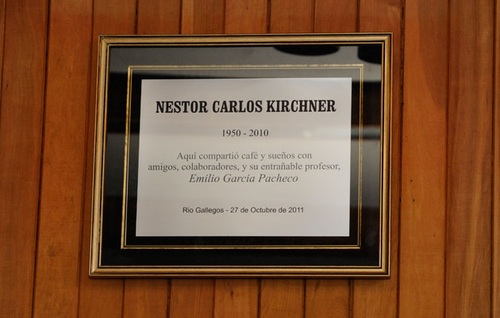 NESTOR CARLOS KIRCHNER
1950 - 2010
Aquí compartió café y sueños con
amigos, colaboradores, y su entrañable profesor,
Emilio García Pacheco
Río Gallegos - 27 de Octubre de 2011